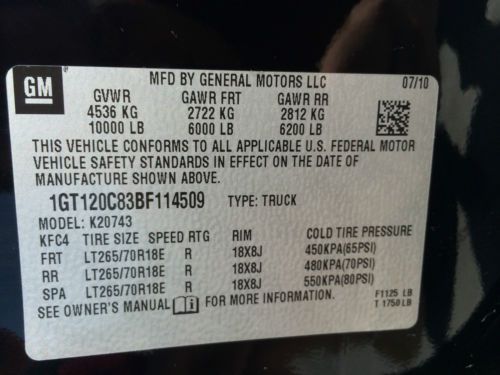 GM
MFD BY GENERAL MOTORS LLC 07/10
GVWR GAWR FRT GAWR RR
4536 KG 2722 KG 2812 KG
10000 LB 6000 LB 6200 LB
THIS VEHICLE CONFORMS TO ALL APPLICABLE U.S. FEDERAL MOTOR
VEHICLE SAFETY STANDARDS IN EFFECT ON THE DATE OF
MANUFACTURE SHOWN ABOVE.
1GT120C83BF114509 TYPE: TRUCK
MODEL: K20743
KFC4 TIRE SIZE SPEED RTG RIM COLD TIRE PRESSURE
FRT LT265/70R18E R 18X8J 450KPA(65PSI)
RR LT265/70R18E R 18X8J 480KPA(70PSI)
SPA LT265/70R18E R 18X8J 550KPA(80PSI)
SEE OWNER'S MANUAL FOR MORE INFORMATION. F1125 LB
T 1750 LB